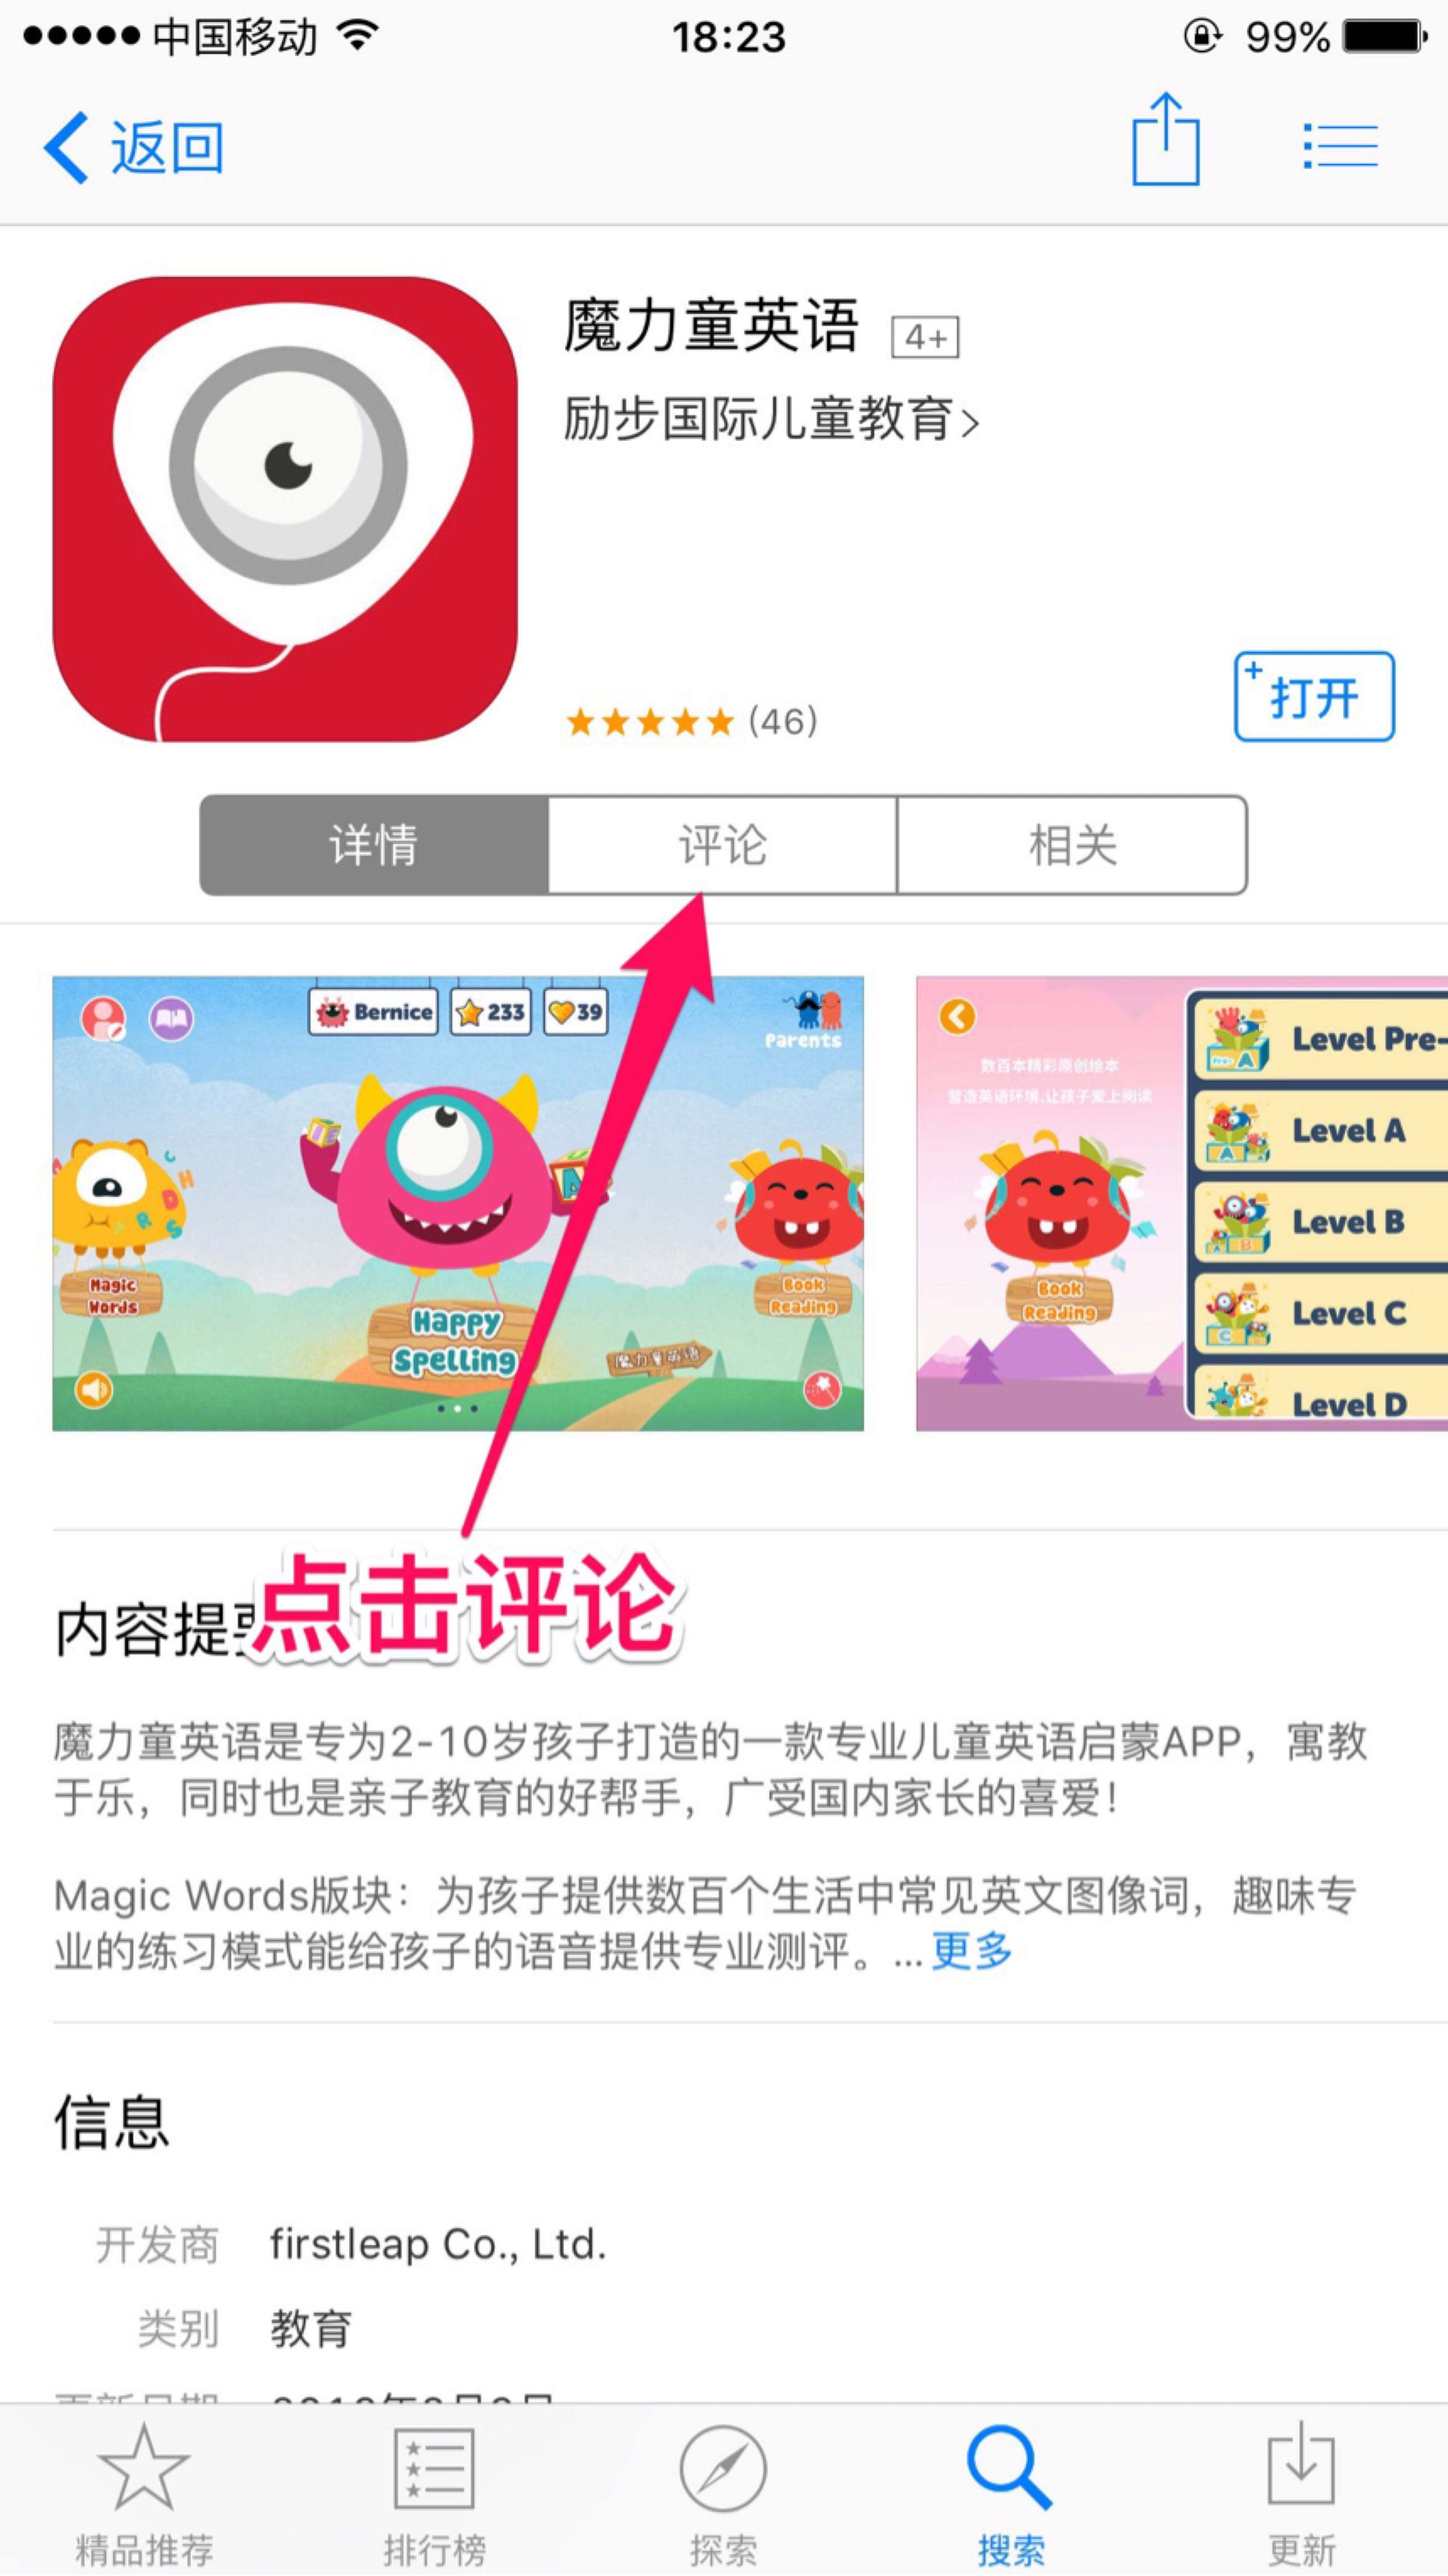 中国移动 18:23 99%
返回
魔力童英语 4+
励步国际儿童教育>
(46)
+打开
详情 评论 相关
Bernice 233 39
Parents
Magic
Words
Happy
Spelling
Book
Reading
魔力童英语
数百本精彩原创绘本
营造英语环境,让孩子爱上阅读
Book
Reading
Level Pre-
Level A
Level B
Level C
Level D
点击评论
内容提要
魔力童英语是专为2-10岁孩子打造的一款专业儿童英语启蒙APP，寓教
于乐，同时也是亲子教育的好帮手，广受国内家长的喜爱！
Magic Words版块：为孩子提供数百个生活中常见英文图像词，趣味专
业的练习模式能给孩子的语音提供专业测评。...更多
信息
开发商 firstleap Co., Ltd.
类别 教育
更新日期
精品推荐 排行榜 探索 搜索 更新